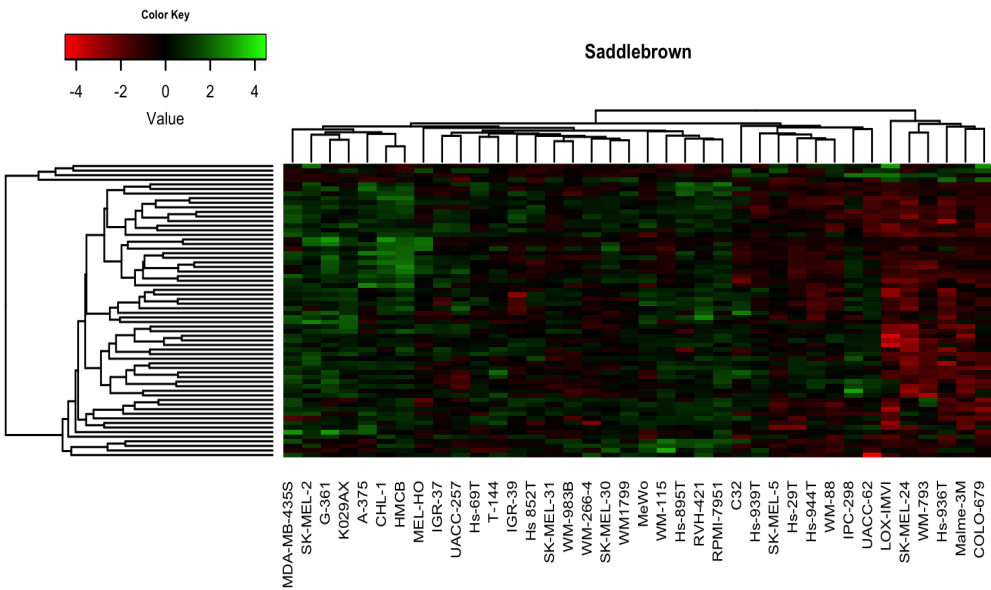 Color Key
-4 -2 0 2 4
Value
Saddlebrown
MDA-MB-435S
SK-MEL-2
G-361
K029AX
A-375
CHL-1
HMCB
MEL-HO
IGR-37
UACC-257
Hs-69T
T-144
IGR-39
Hs 852T
SK-MEL-31
WM-983B
WM-266-4
SK-MEL-30
WM1799
MeWo
WM-115
Hs-895T
RVH-421
RPMI-7951
C32
Hs-939T
SK-MEL-5
Hs-29T
Hs-944T
WM-88
IPC-298
UACC-62
LOX-IMVI
SK-MEL-24
WM-793
Hs-936T
Malme-3M
COLO-679